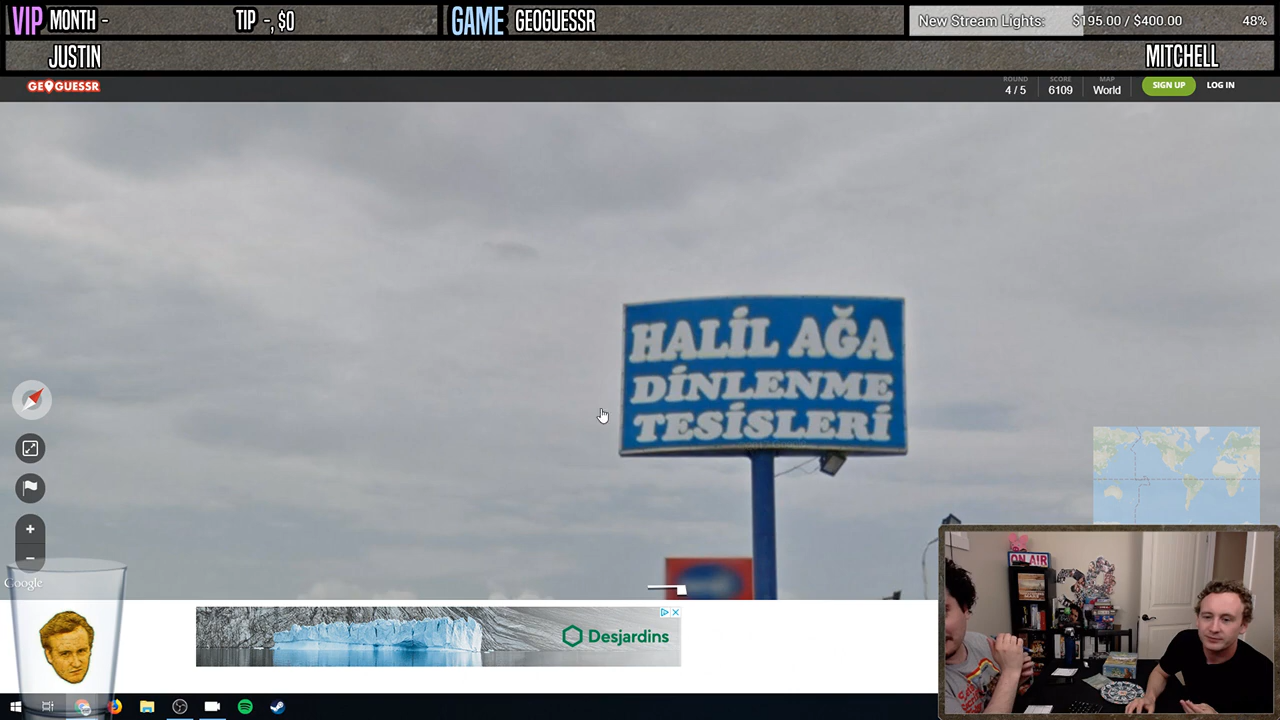 VIP MONTH -
TIP -, $0
GAME GEOGUESSR
New Stream Lights: $195.00 / $400.00 48%
JUSTIN
MITCHELL
GEOGUESSR
ROUND
4 / 5
SCORE
6109
MAP
World
SIGN UP
LOG IN
HALİL AĞA
DİNLENME
TESİSLERİ
Google
ON AIR
Desjardins